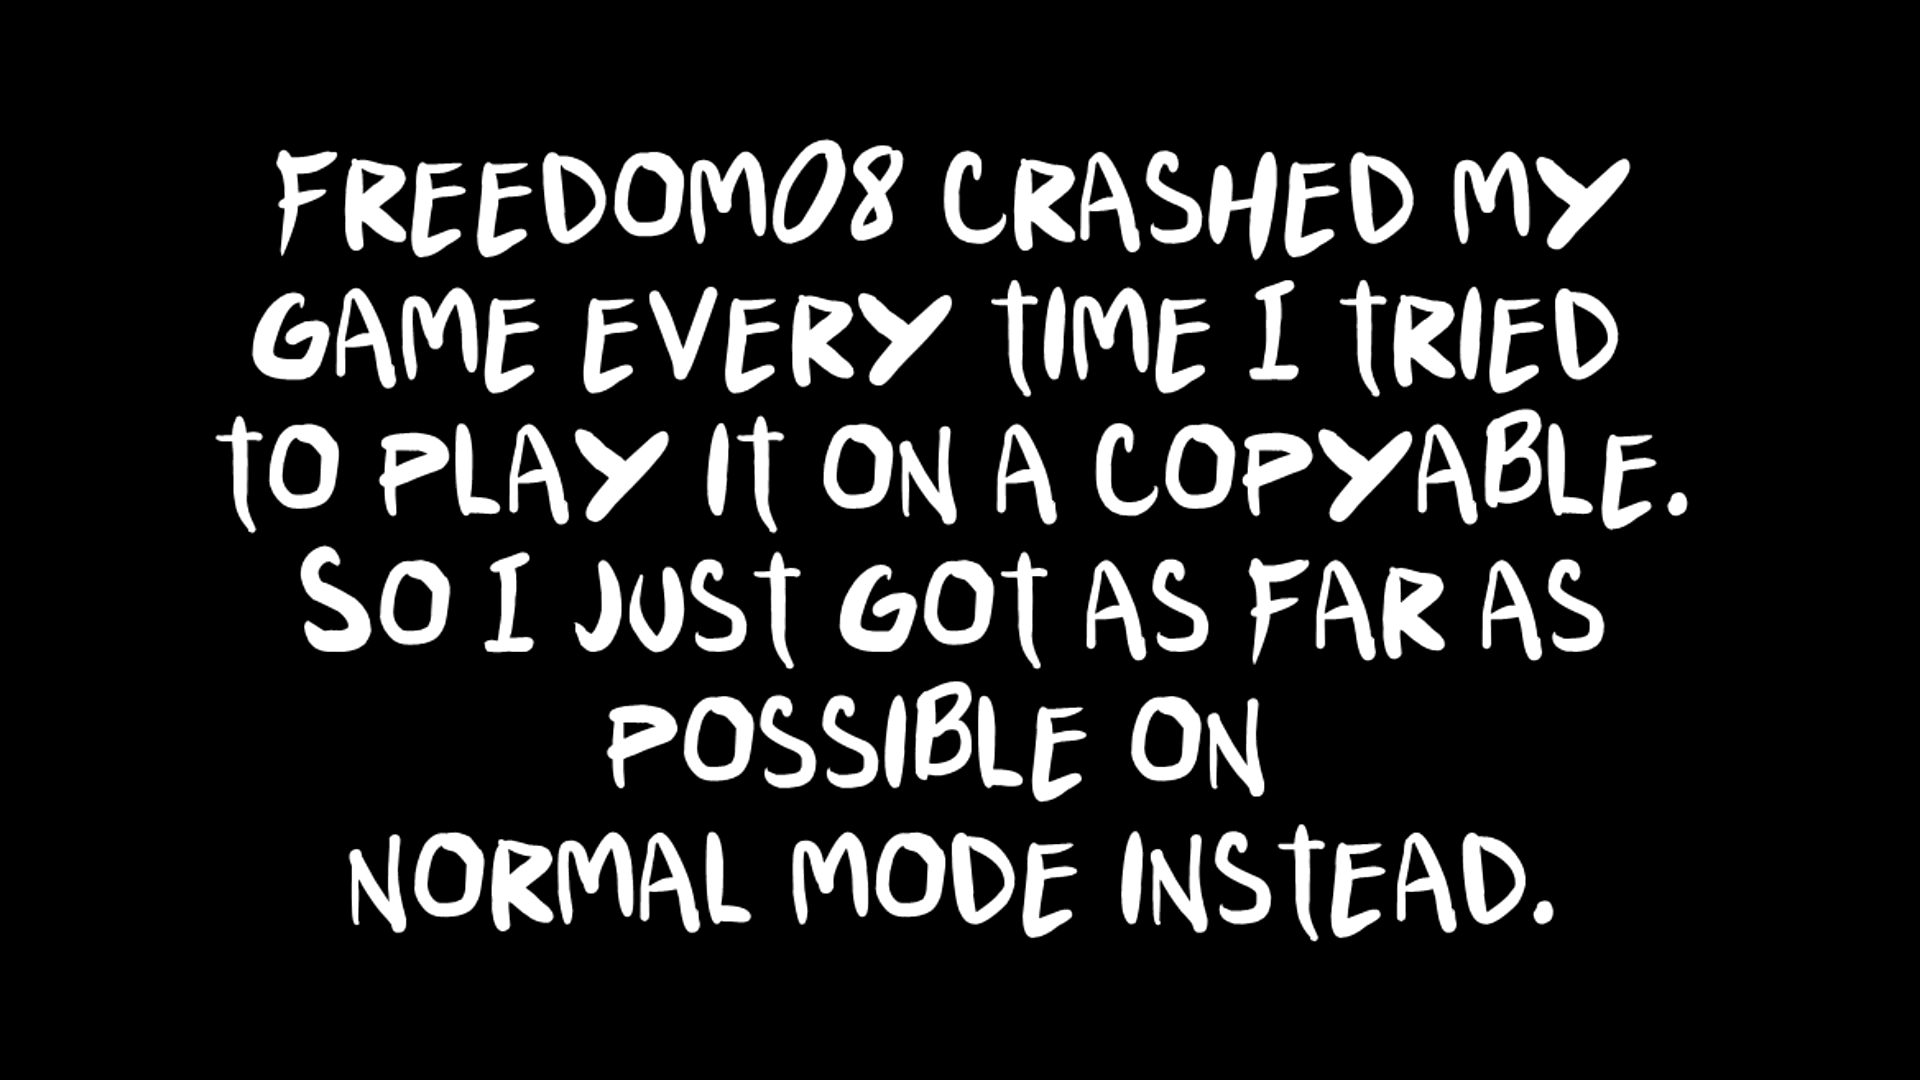 FREEDOM08 CRASHED MY
GAME EVERY TIME I TRIED
TO PLAY IT ON A COPYABLE.
SO I JUST GOT AS FAR AS
POSSIBLE ON
NORMAL MODE INSTEAD.